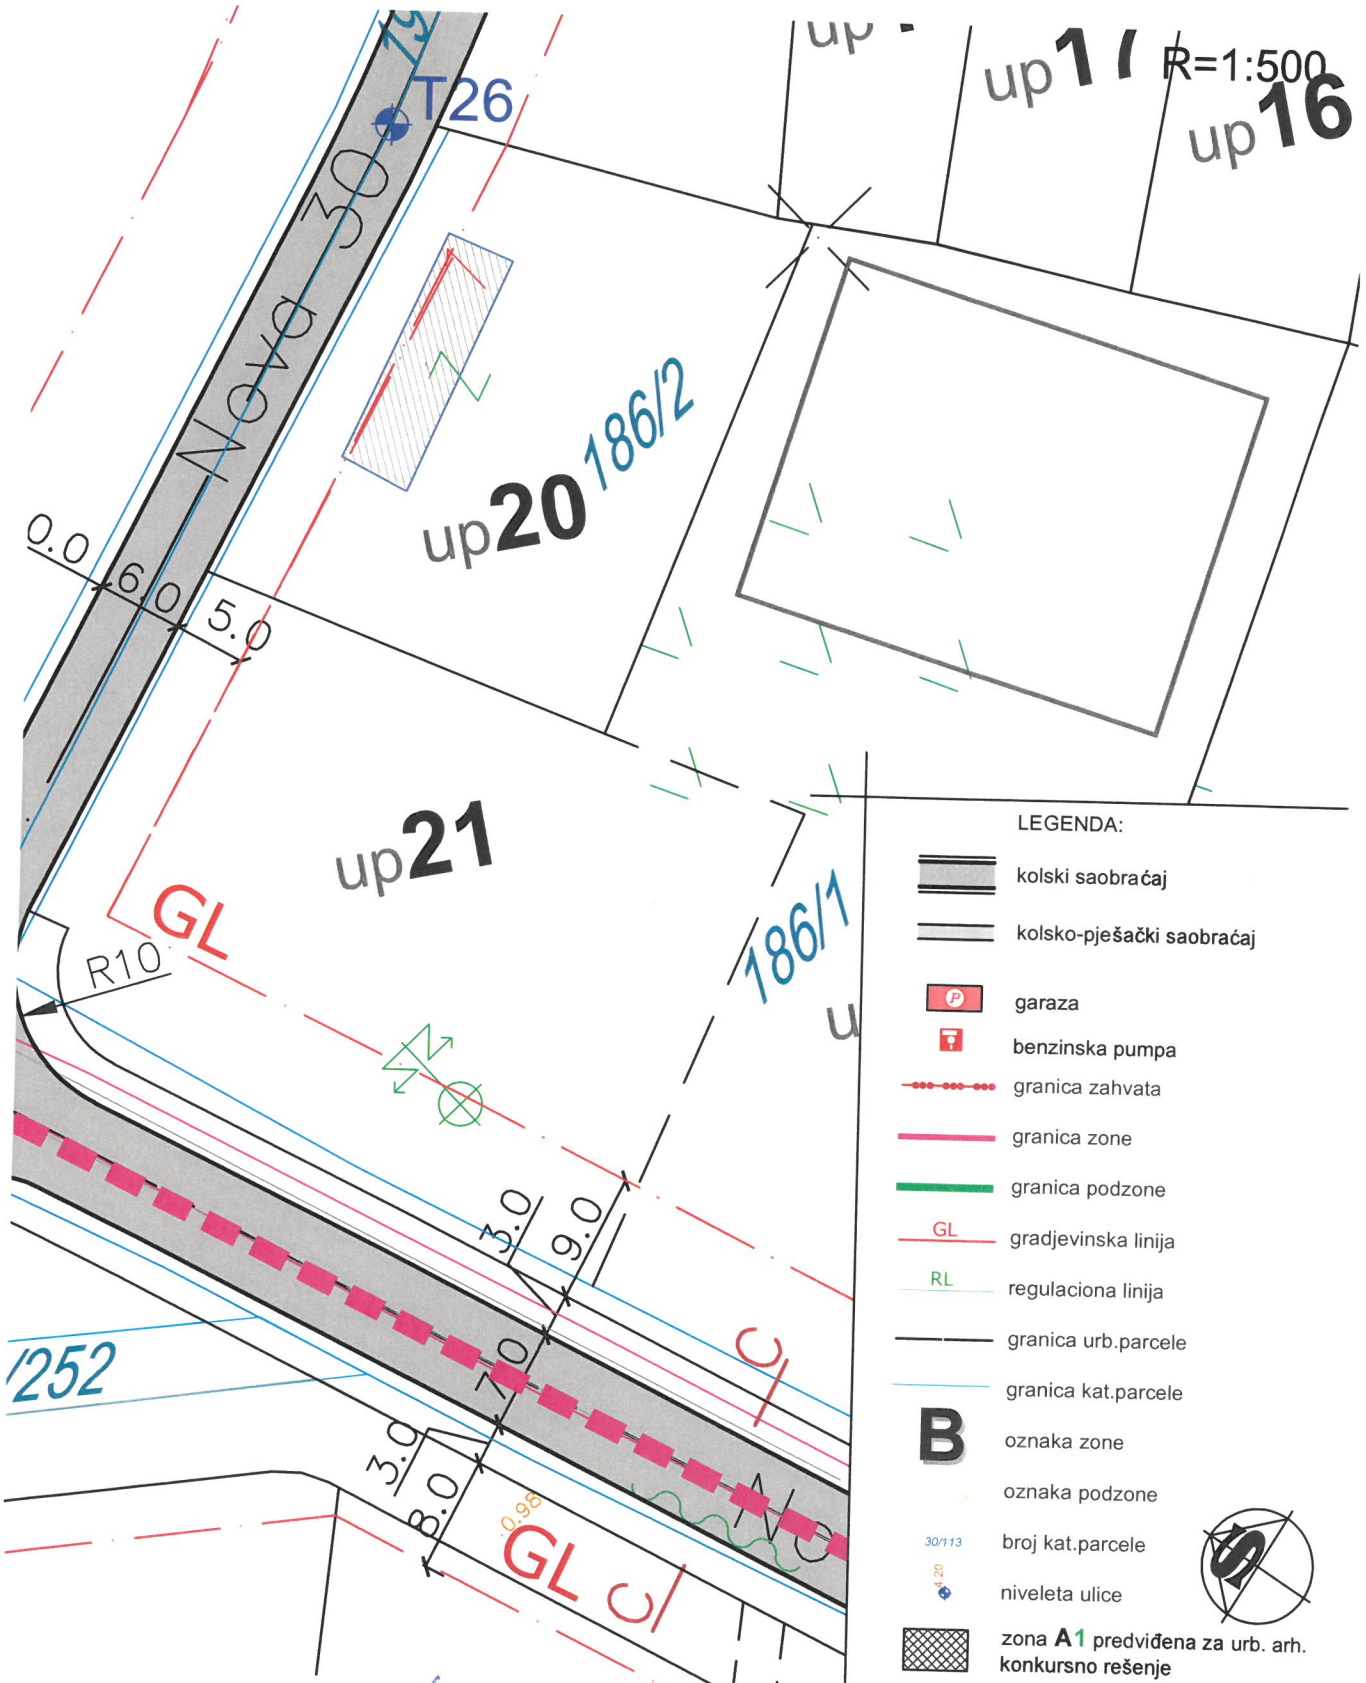 T26
up17
R=1:500
up16
Nova 30
186/2
up20
0.0
6.0
5.0
up21
GL
186/1
R10
3.0
9.0
7.0
/252
3.0
8.0
0.98
GL
LEGENDA:
kolski saobraćaj
kolsko-pješački saobraćaj
P
garaza
benzinska pumpa
granica zahvata
granica zone
granica podzone
GL
gradjevinska linija
RL
regulaciona linija
granica urb.parcele
granica kat.parcele
B
oznaka zone
oznaka podzone
30/113
broj kat.parcele
4.20
niveleta ulice
S
zona A1 predviđena za urb. arh.
konkursno rešenje